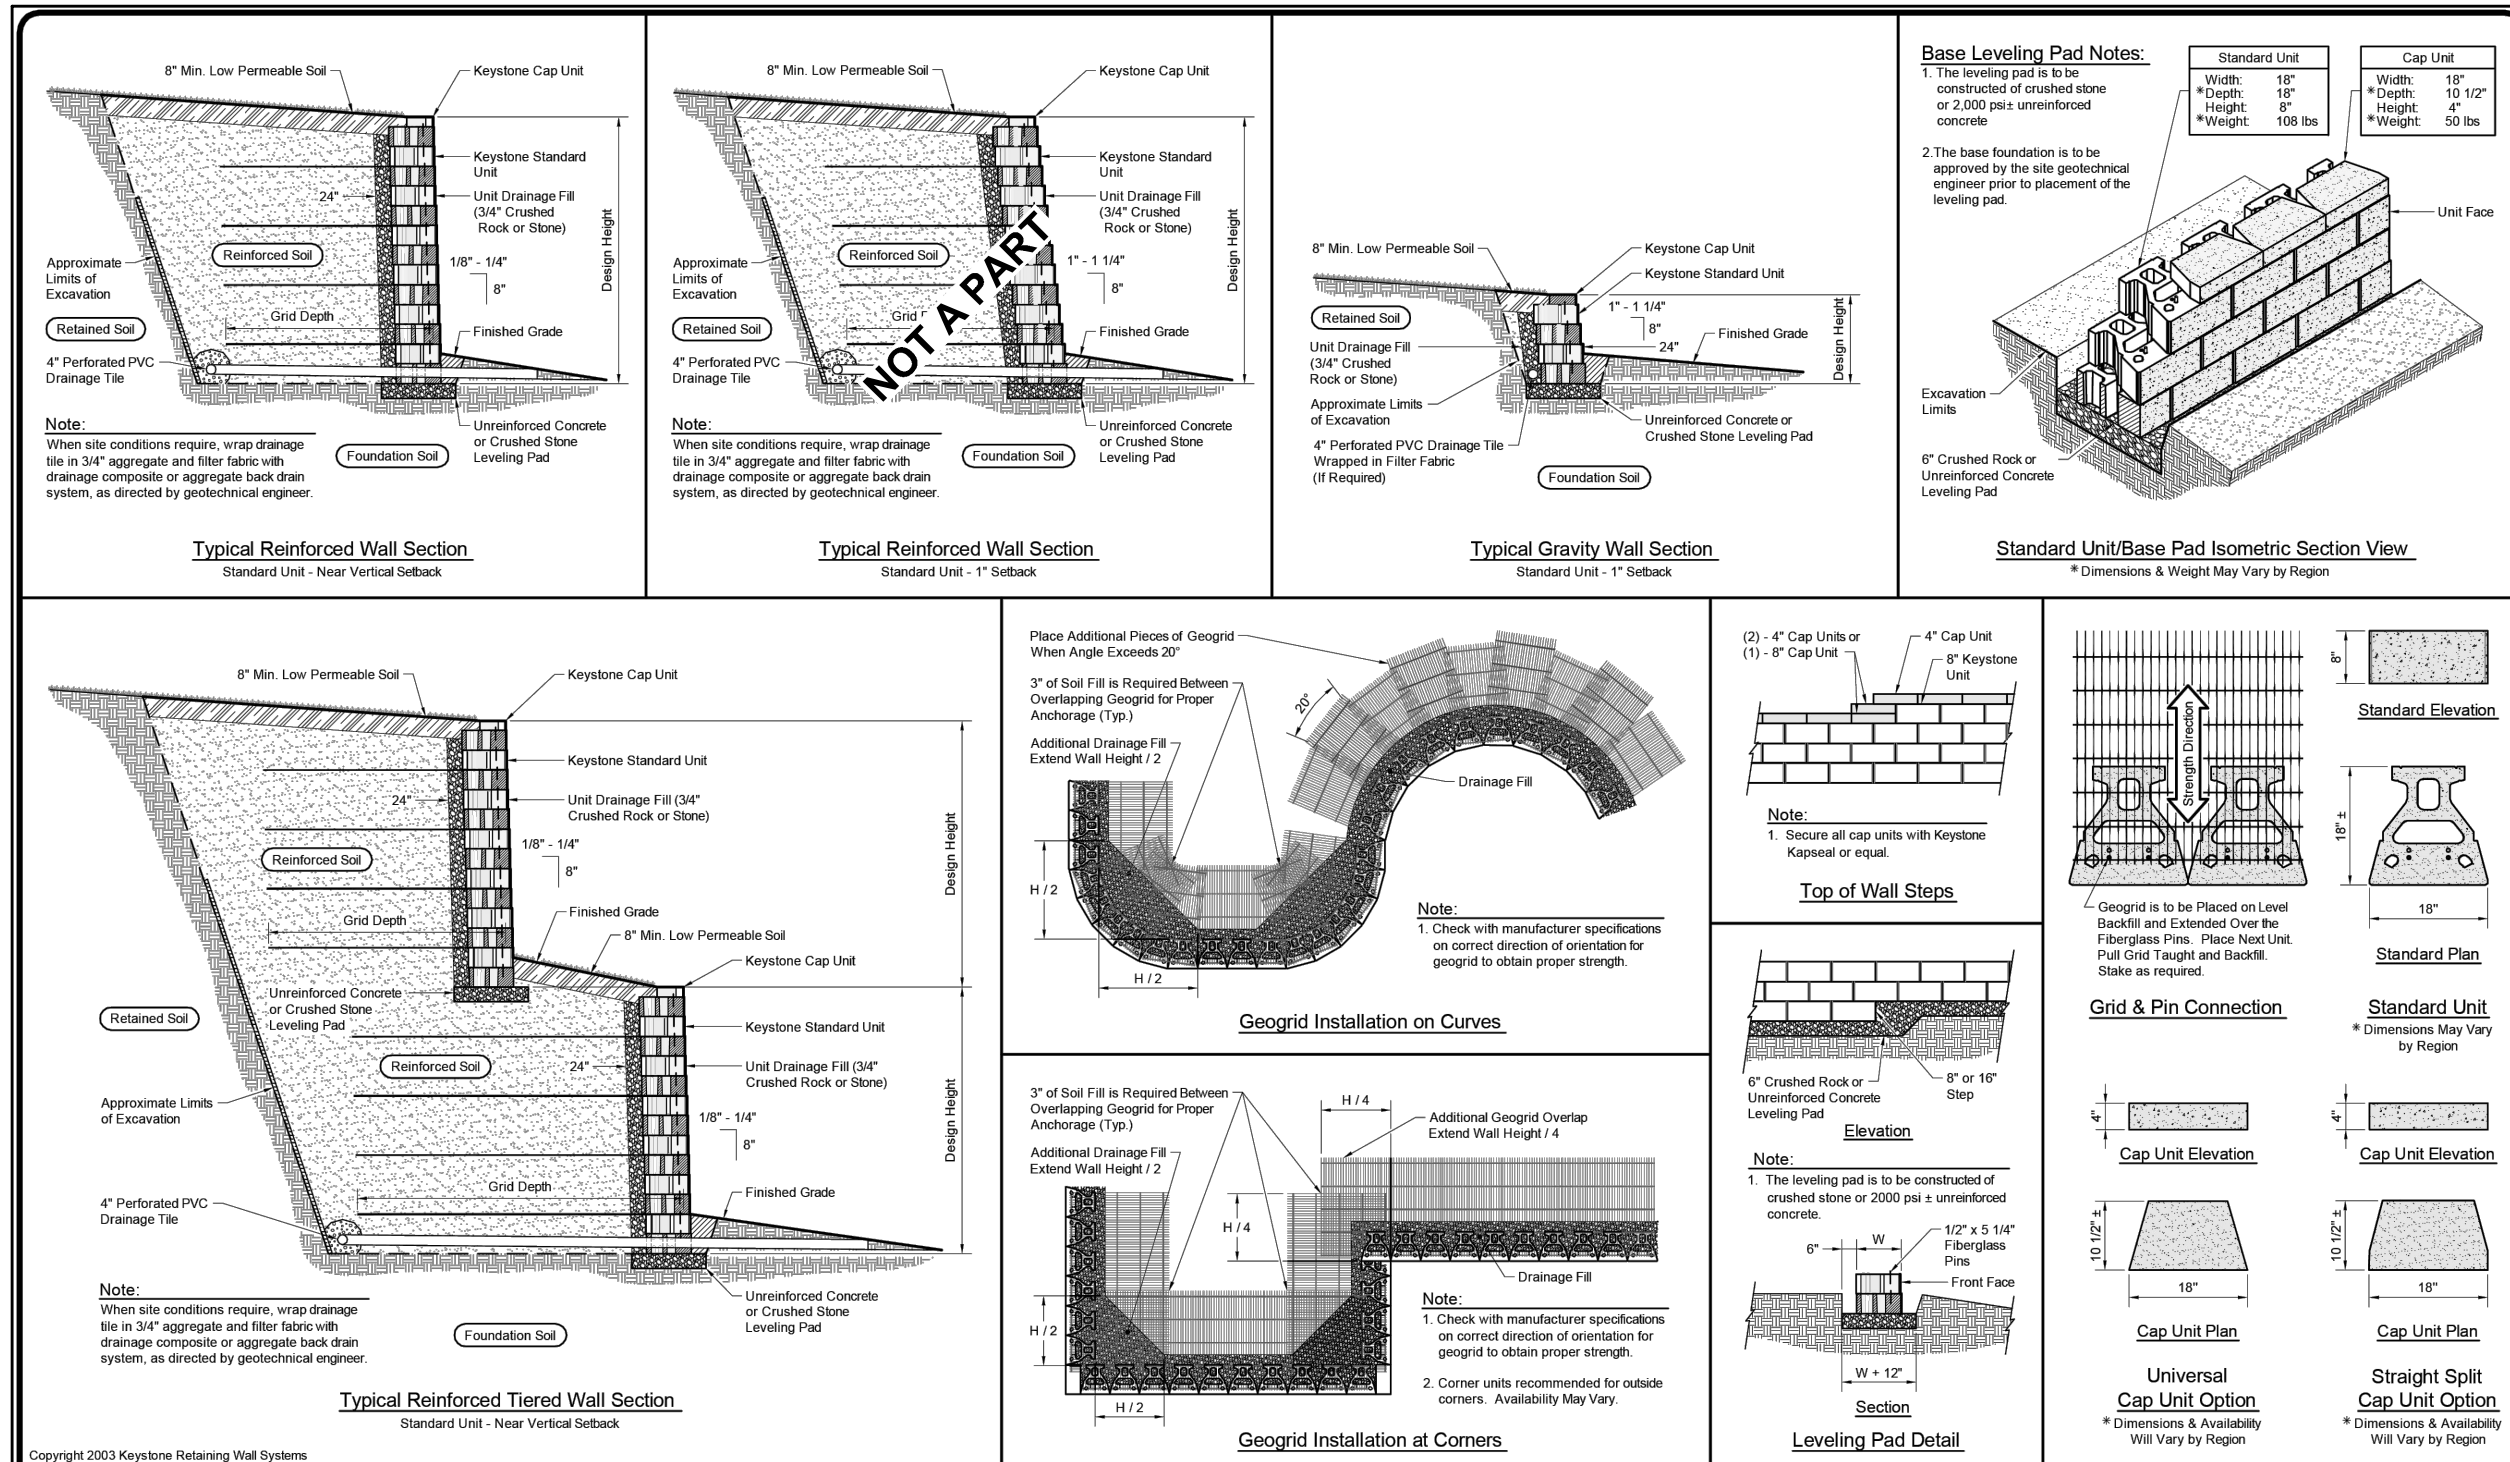 8" Min. Low Permeable Soil
Keystone Cap Unit
Keystone Standard
Unit
24"
Unit Drainage Fill
(3/4" Crushed
Rock or Stone)
Reinforced Soil
Approximate
Limits of
Excavation
1/8" - 1/4"
8"
Design Height
Grid Depth
Retained Soil
Finished Grade
4" Perforated PVC
Drainage Tile
Note:
When site conditions require, wrap drainage
tile in 3/4" aggregate and filter fabric with
drainage composite or aggregate back drain
system, as directed by geotechnical engineer.
Foundation Soil
Unreinforced Concrete
or Crushed Stone
Leveling Pad
Typical Reinforced Wall Section
Standard Unit - Near Vertical Setback
8" Min. Low Permeable Soil
Keystone Cap Unit
Keystone Standard
Unit
Unit Drainage Fill
(3/4" Crushed
Rock or Stone)
Reinforced Soil
NOT A PART
Approximate
Limits of
Excavation
1" - 1 1/4"
8"
Design Height
Grid
Retained Soil
Finished Grade
4" Perforated PVC
Drainage Tile
Note:
When site conditions require, wrap drainage
tile in 3/4" aggregate and filter fabric with
drainage composite or aggregate back drain
system, as directed by geotechnical engineer.
Foundation Soil
Unreinforced Concrete
or Crushed Stone
Leveling Pad
Typical Reinforced Wall Section
Standard Unit - 1" Setback
8" Min. Low Permeable Soil
Keystone Cap Unit
Keystone Standard Unit
Retained Soil
1" - 1 1/4"
8"
Finished Grade
Design Height
Unit Drainage Fill
(3/4" Crushed
Rock or Stone)
24"
Approximate Limits
of Excavation
Unreinforced Concrete or
Crushed Stone Leveling Pad
4" Perforated PVC Drainage Tile
Wrapped in Filter Fabric
(If Required)
Foundation Soil
Typical Gravity Wall Section
Standard Unit - 1" Setback
Base Leveling Pad Notes:
1. The leveling pad is to be
constructed of crushed stone
or 2,000 psi± unreinforced
concrete
2.The base foundation is to be
approved by the site geotechnical
engineer prior to placement of the
leveling pad.
Standard Unit
Width: 18"
*Depth: 18"
Height: 8"
*Weight: 108 lbs
Cap Unit
Width: 18"
*Depth: 10 1/2"
Height: 4"
*Weight: 50 lbs
Unit Face
Excavation
Limits
6" Crushed Rock or
Unreinforced Concrete
Leveling Pad
Standard Unit/Base Pad Isometric Section View
* Dimensions & Weight May Vary by Region
8" Min. Low Permeable Soil
Keystone Cap Unit
Keystone Standard Unit
24"
Unit Drainage Fill (3/4"
Crushed Rock or Stone)
1/8" - 1/4"
8"
Design Height
Reinforced Soil
Grid Depth
Finished Grade
8" Min. Low Permeable Soil
Keystone Cap Unit
Unreinforced Concrete
or Crushed Stone
Leveling Pad
Retained Soil
Keystone Standard Unit
Reinforced Soil
24"
Unit Drainage Fill (3/4"
Crushed Rock or Stone)
Approximate Limits
of Excavation
1/8" - 1/4"
8"
Design Height
Grid Depth
Finished Grade
4" Perforated PVC
Drainage Tile
Note:
When site conditions require, wrap drainage
tile in 3/4" aggregate and filter fabric with
drainage composite or aggregate back drain
system, as directed by geotechnical engineer.
Foundation Soil
Unreinforced Concrete
or Crushed Stone
Leveling Pad
Typical Reinforced Tiered Wall Section
Standard Unit - Near Vertical Setback
Copyright 2003 Keystone Retaining Wall Systems
Place Additional Pieces of Geogrid
When Angle Exceeds 20°
3" of Soil Fill is Required Between
Overlapping Geogrid for Proper
Anchorage (Typ.)
20°
Additional Drainage Fill
Extend Wall Height / 2
Drainage Fill
H / 2
H / 2
Note:
1. Check with manufacturer specifications
on correct direction of orientation for
geogrid to obtain proper strength.
Geogrid Installation on Curves
3" of Soil Fill is Required Between
Overlapping Geogrid for Proper
Anchorage (Typ.)
H / 4
Additional Geogrid Overlap
Extend Wall Height / 4
Additional Drainage Fill
Extend Wall Height / 2
H / 4
Drainage Fill
H / 2
H / 2
Note:
1. Check with manufacturer specifications
on correct direction of orientation for
geogrid to obtain proper strength.
2. Corner units recommended for outside
corners. Availability May Vary.
Geogrid Installation at Corners
(2) - 4" Cap Units or
(1) - 8" Cap Unit
4" Cap Unit
8" Keystone
Unit
Note:
1. Secure all cap units with Keystone
Kapseal or equal.
Top of Wall Steps
6" Crushed Rock or
Unreinforced Concrete
Leveling Pad
8" or 16"
Step
Elevation
Note:
1. The leveling pad is to be constructed of
crushed stone or 2000 psi ± unreinforced
concrete.
6"
W
1/2" x 5 1/4"
Fiberglass
Pins
Front Face
W + 12"
Section
Leveling Pad Detail
Strength Direction
Geogrid is to be Placed on Level
Backfill and Extended Over the
Fiberglass Pins. Place Next Unit.
Pull Grid Taught and Backfill.
Stake as required.
Grid & Pin Connection
8"
Standard Elevation
18" ±
18"
Standard Plan
Standard Unit
* Dimensions May Vary
by Region
4"
Cap Unit Elevation
10 1/2" ±
18"
Cap Unit Plan
Universal
Cap Unit Option
* Dimensions & Availability
Will Vary by Region
4"
Cap Unit Elevation
10 1/2" ±
18"
Cap Unit Plan
Straight Split
Cap Unit Option
* Dimensions & Availability
Will Vary by Region